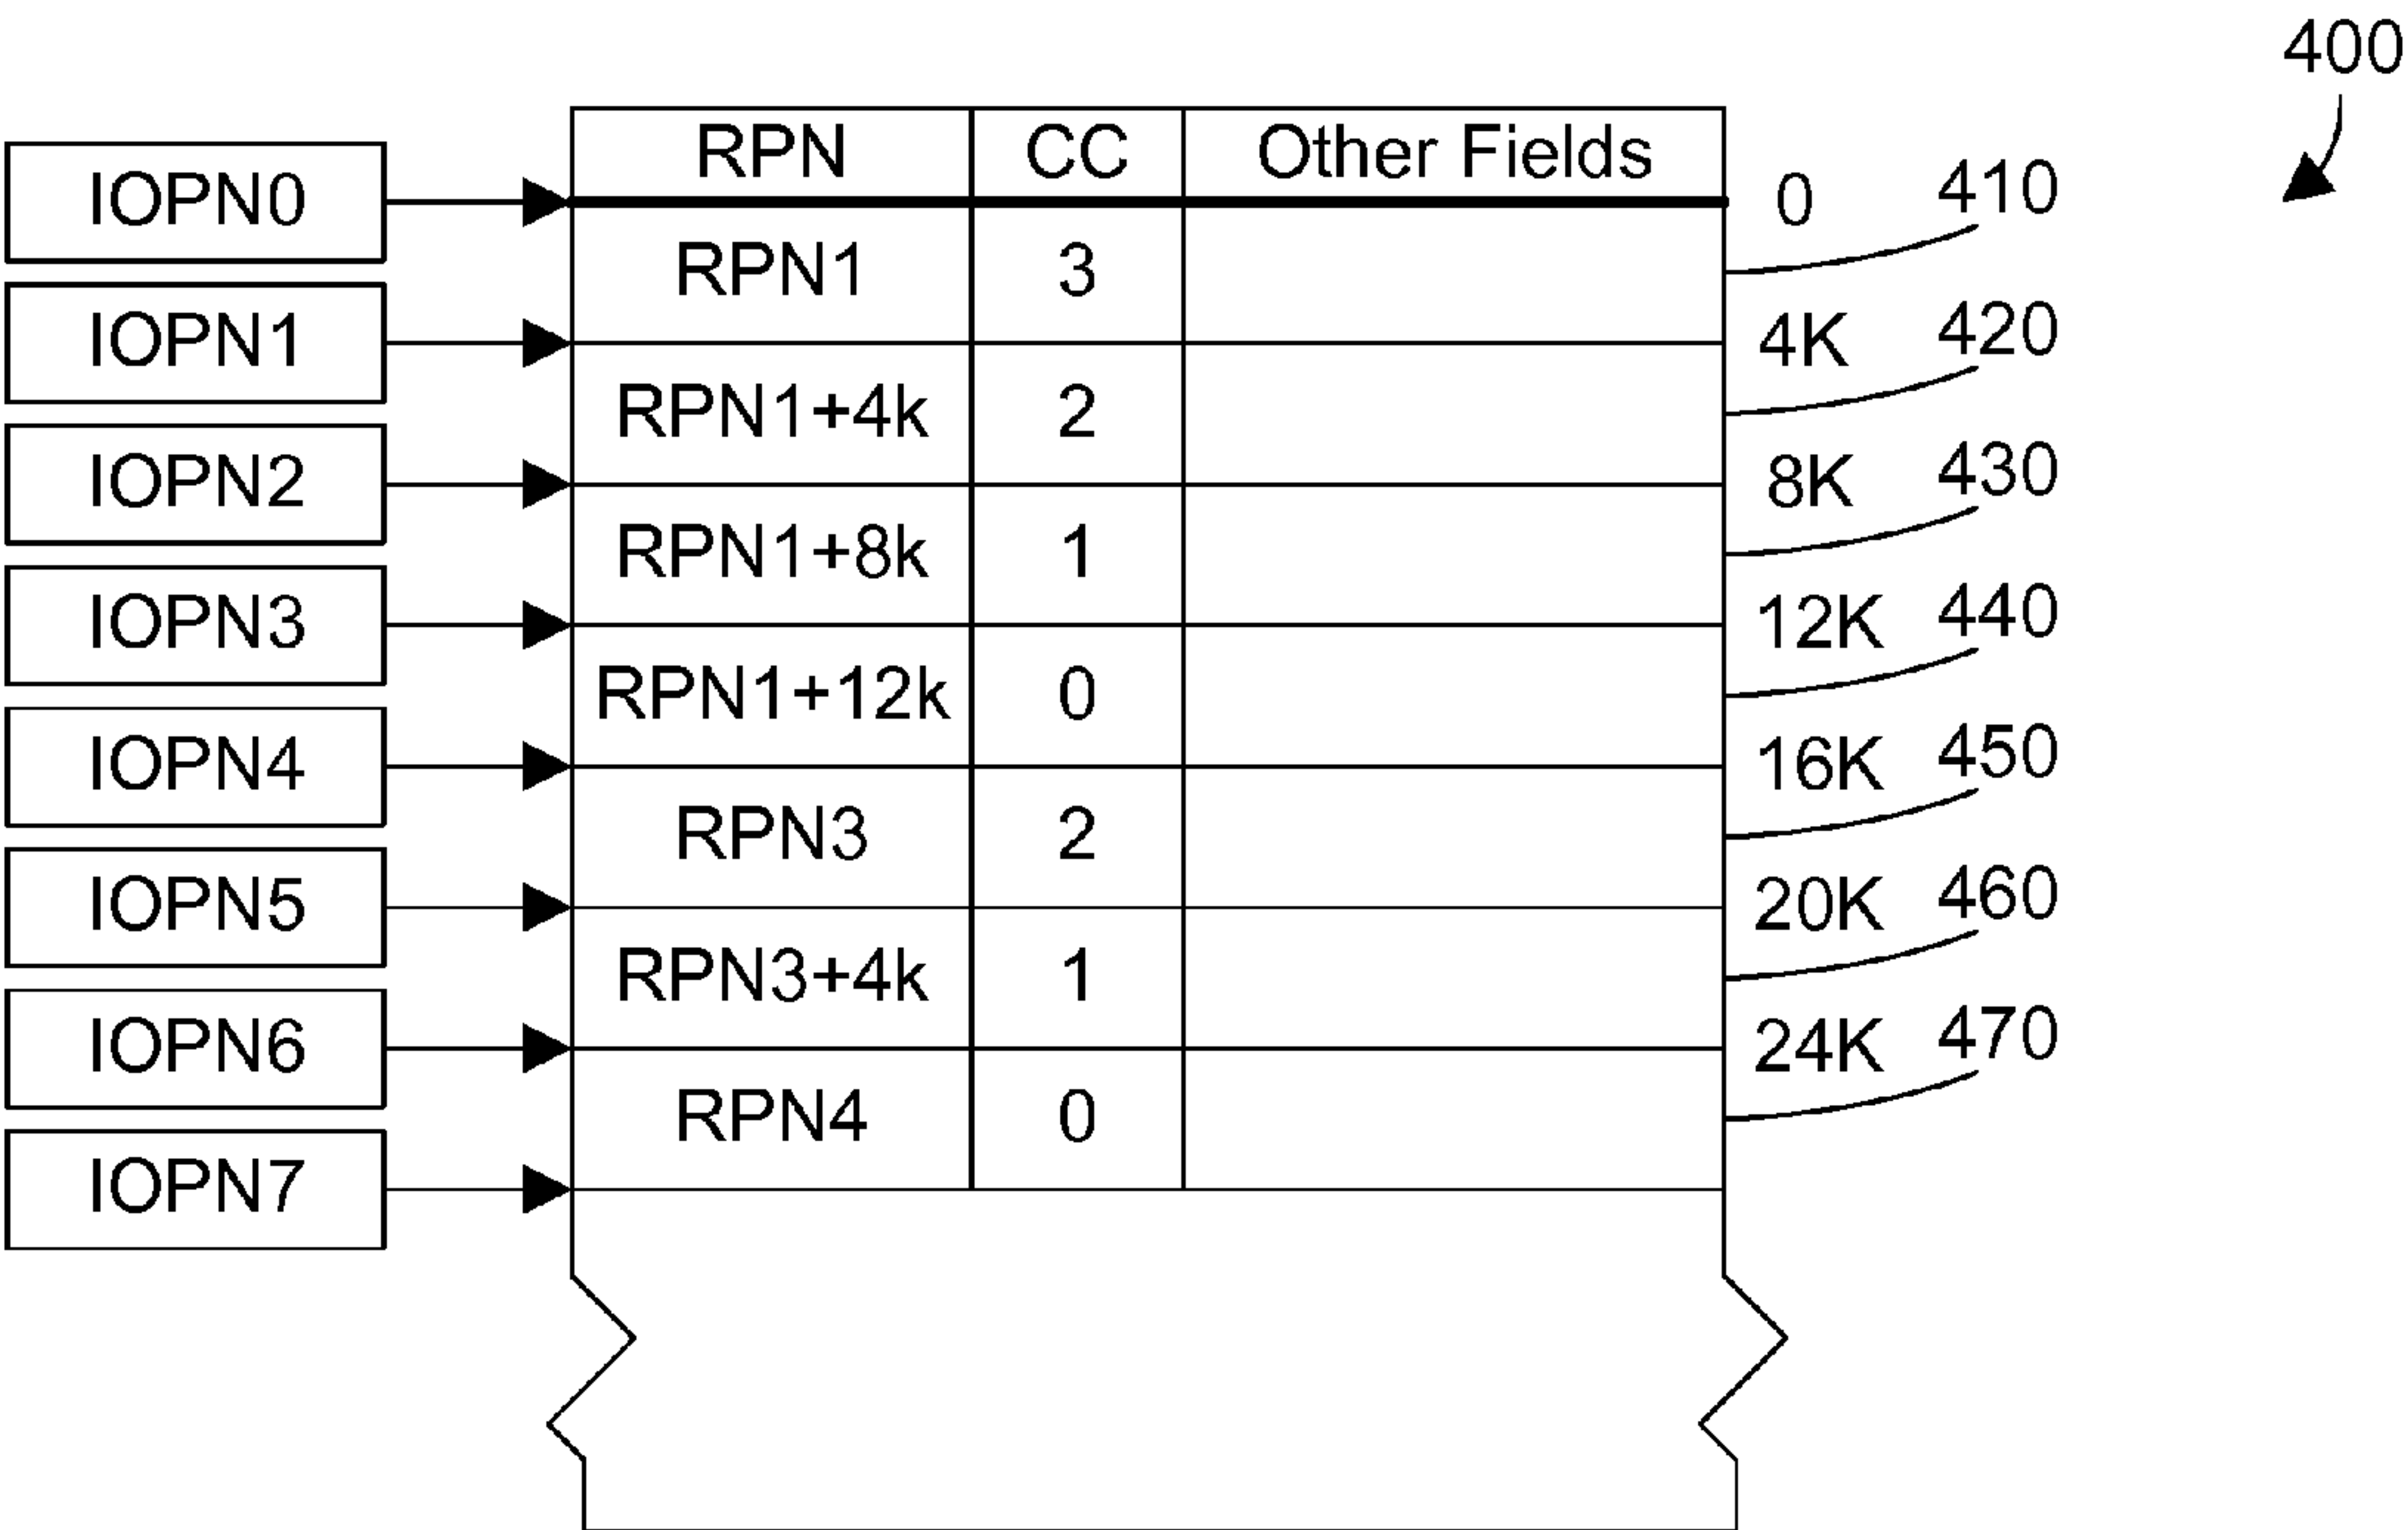 400
RPN CC Other Fields
IOPN0 0 410
RPN1 3
IOPN1 4K 420
RPN1+4k 2
IOPN2 8K 430
RPN1+8k 1
IOPN3 12K 440
RPN1+12k 0
IOPN4 16K 450
RPN3 2
IOPN5 20K 460
RPN3+4k 1
IOPN6 24K 470
RPN4 0
IOPN7